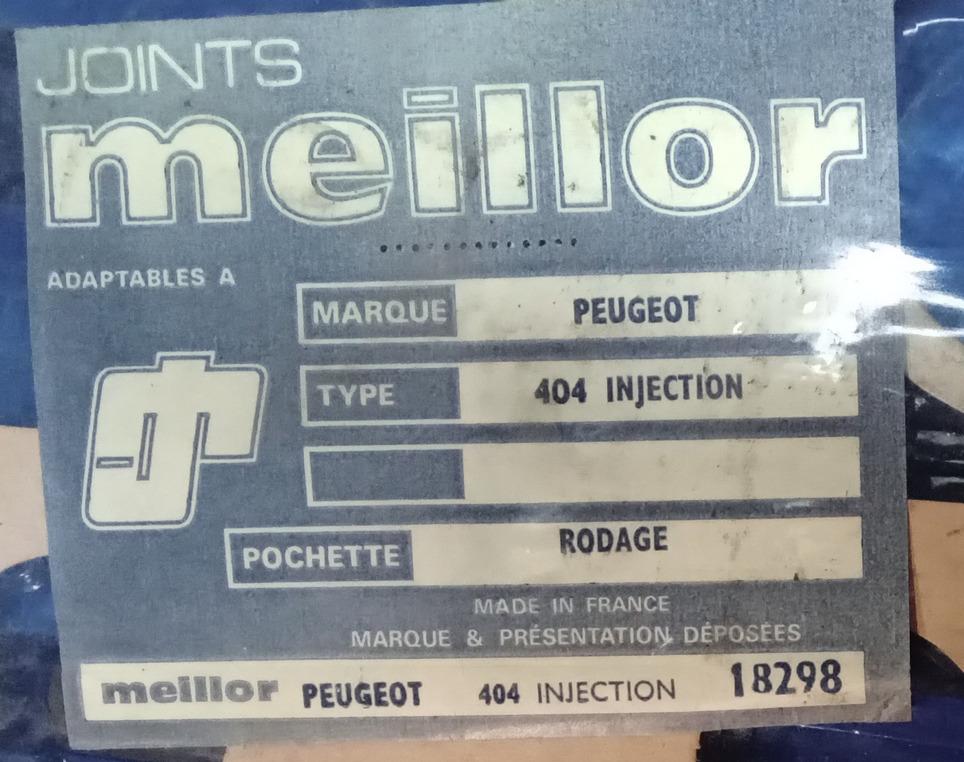 JOINTS
meillor
ADAPTABLES A
MARQUE PEUGEOT
TYPE 404 INJECTION
POCHETTE RODAGE
MADE IN FRANCE
MARQUE & PRÉSENTATION DÉPOSÉES
meillor PEUGEOT 404 INJECTION 18298